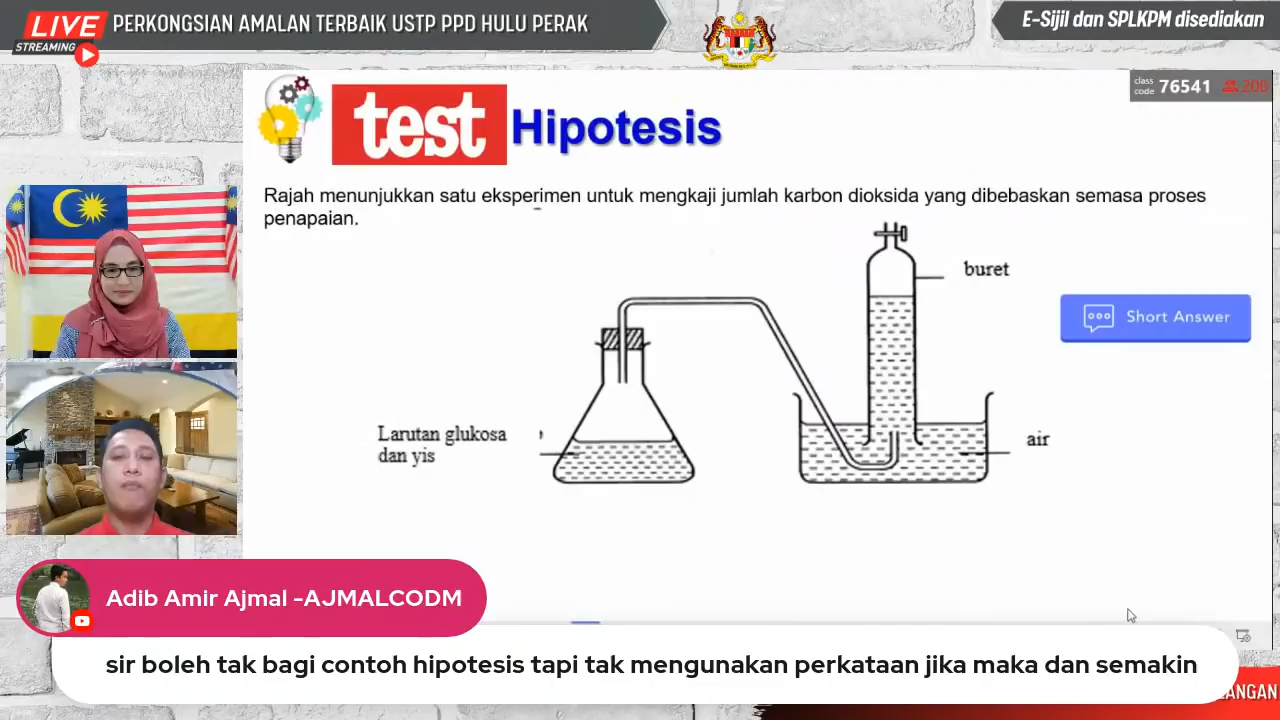 LIVE
STREAMING
PERKONGSIAN AMALAN TERBAIK USTP PPD HULU PERAK
E-Sijil dan SPLKPM disediakan
class code 76541 206
test Hipotesis
Rajah menunjukkan satu eksperimen untuk mengkaji jumlah karbon dioksida yang dibebaskan semasa proses
penapaian.
buret
Short Answer
Larutan glukosa
dan yis
air
Adib Amir Ajmal -AJMALCODM
sir boleh tak bagi contoh hipotesis tapi tak mengunakan perkataan jika maka dan semakin